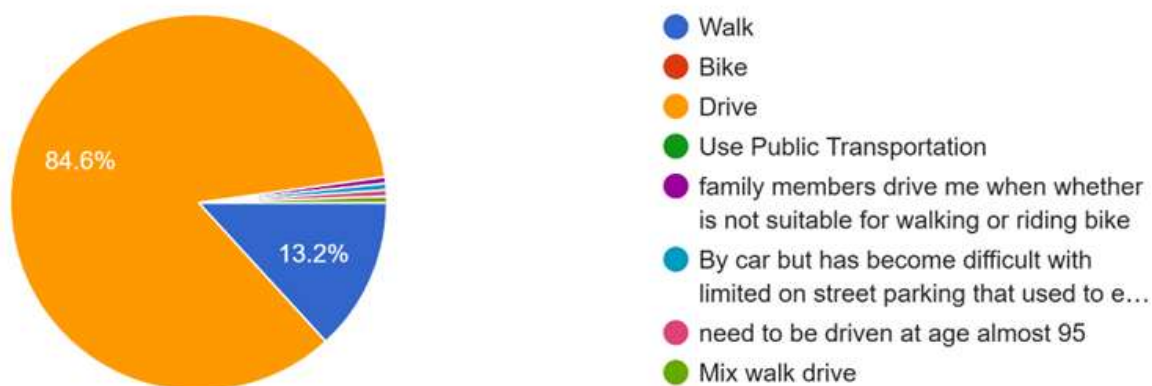 84.6%
13.2%
Walk
Bike
Drive
Use Public Transportation
family members drive me when whether
is not suitable for walking or riding bike
By car but has become difficult with
limited on street parking that used to e…
need to be driven at age almost 95
Mix walk drive